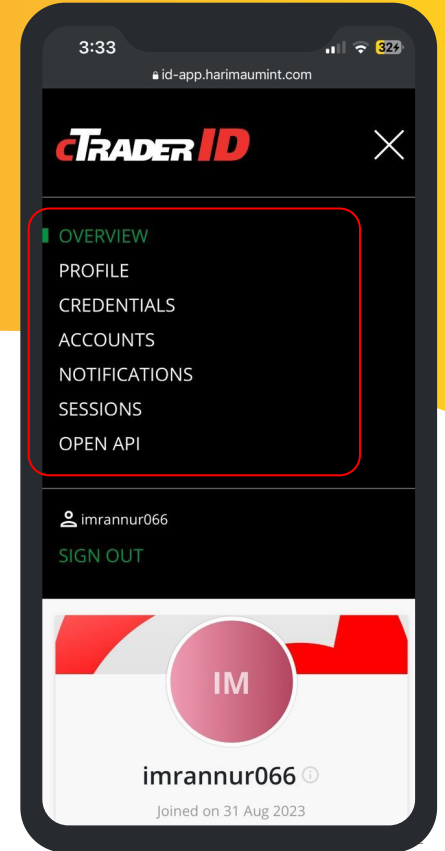 3:33
32
id-app.harimaumint.com
cTRADER ID
OVERVIEW
PROFILE
CREDENTIALS
ACCOUNTS
NOTIFICATIONS
SESSIONS
OPEN API
imrannur066
SIGN OUT
IM
imrannur066
Joined on 31 Aug 2023